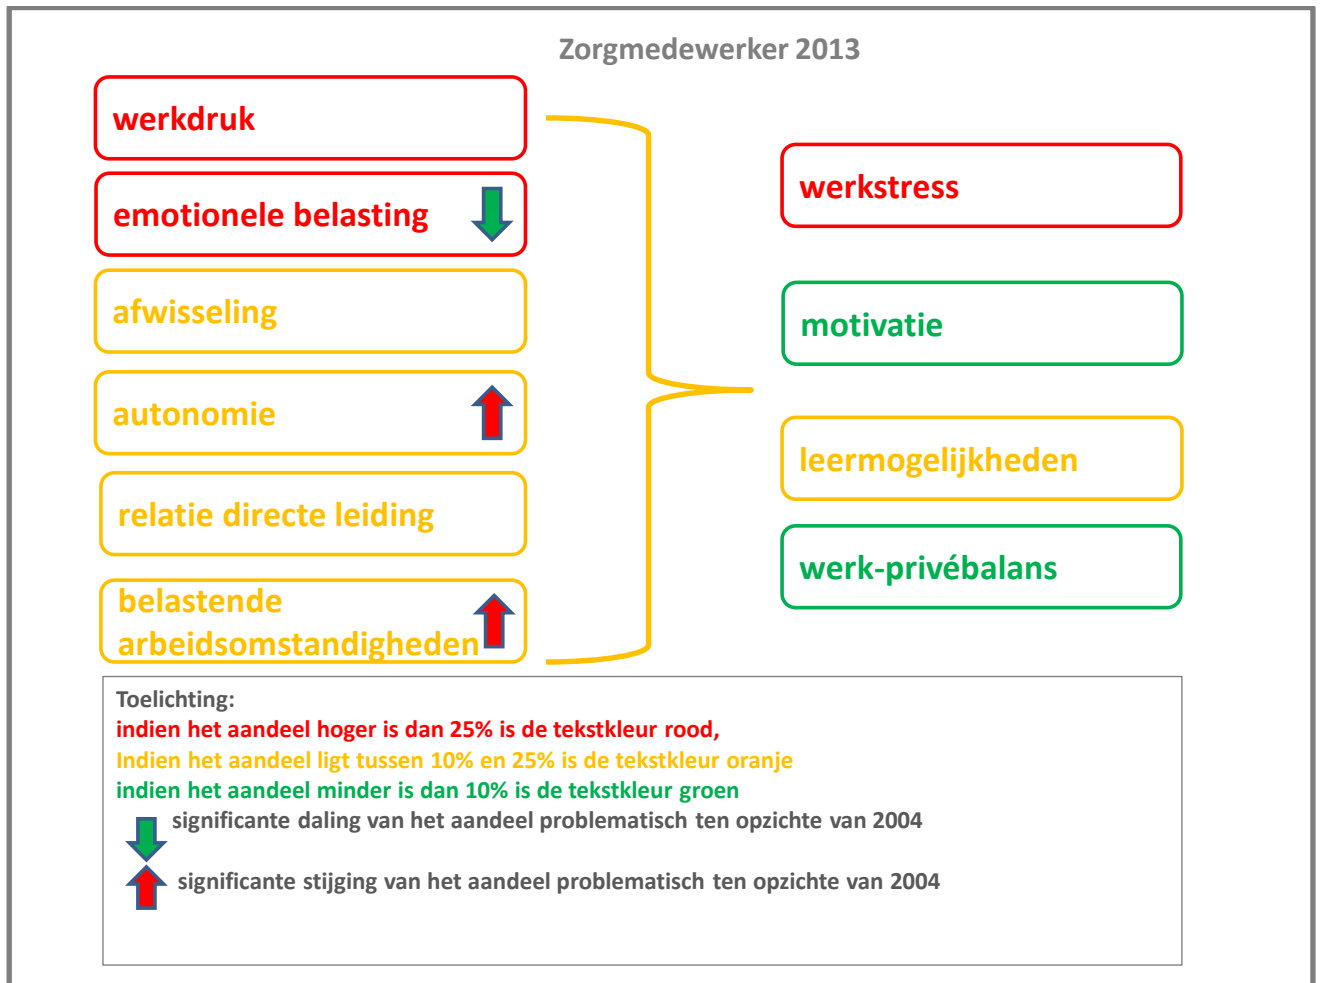 Zorgmedewerker 2013
werkdruk
emotionele belasting
afwisseling
autonomie
relatie directe leiding
belastende
arbeidsomstandigheden
werkstress
motivatie
leermogelijkheden
werk-privébalans
Toelichting:
indien het aandeel hoger is dan 25% is de tekstkleur rood,
Indien het aandeel ligt tussen 10% en 25% is de tekstkleur oranje
indien het aandeel minder is dan 10% is de tekstkleur groen
significante daling van het aandeel problematisch ten opzichte van 2004
significante stijging van het aandeel problematisch ten opzichte van 2004